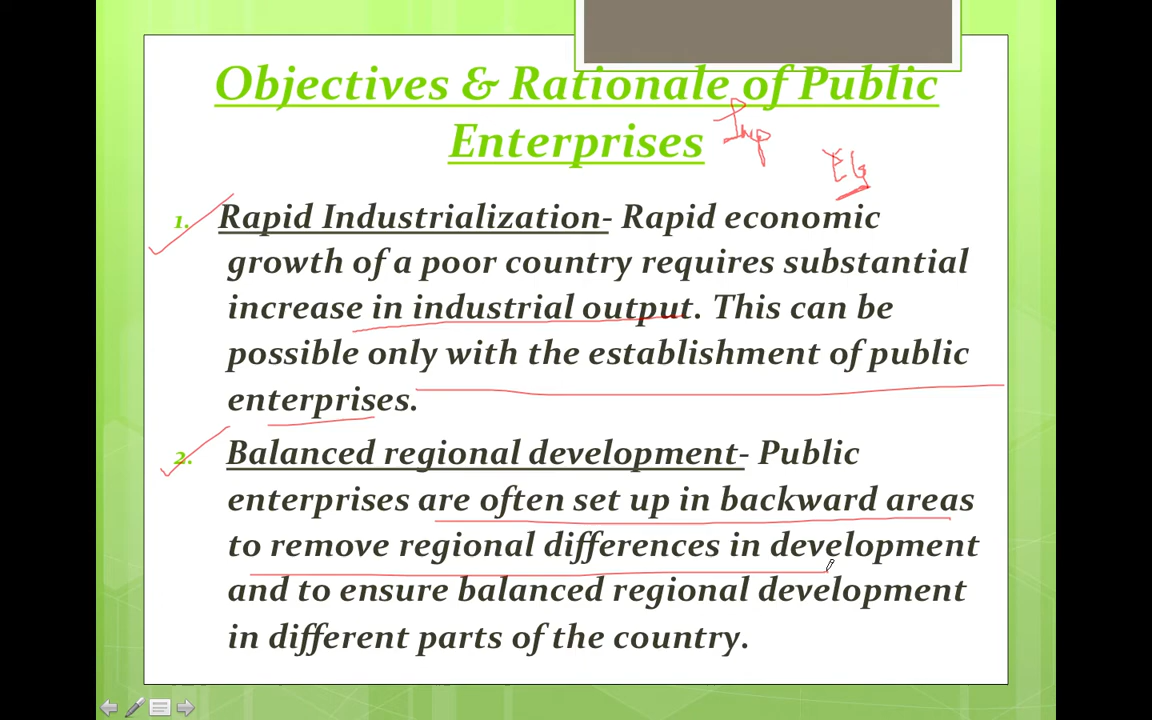 Objectives & Rationale of Public
Enterprises
Imp
1. Rapid Industrialization- Rapid economic
growth of a poor country requires substantial
increase in industrial output. This can be
possible only with the establishment of public
enterprises.
2. Balanced regional development- Public
enterprises are often set up in backward areas
to remove regional differences in development
and to ensure balanced regional development
in different parts of the country.